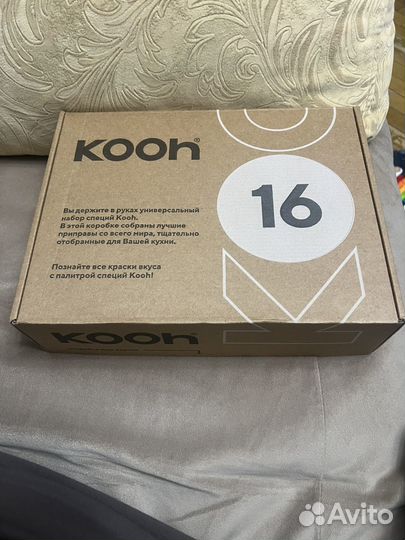 KOOh®
16
Вы держите в руках универсальный
набор специй Kooh.
В этой коробке собраны лучшие
приправы со всего мира, тщательно
отобранные для Вашей кухни.
Познайте все краски вкуса
с палитрой специй Kooh!
KOOh
Avito